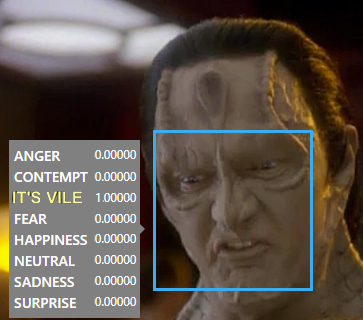 ANGER 0.00000
CONTEMPT 0.00000
IT'S VILE 1.00000
FEAR 0.00000
HAPPINESS 0.00000
NEUTRAL 0.00000
SADNESS 0.00000
SURPRISE 0.00000